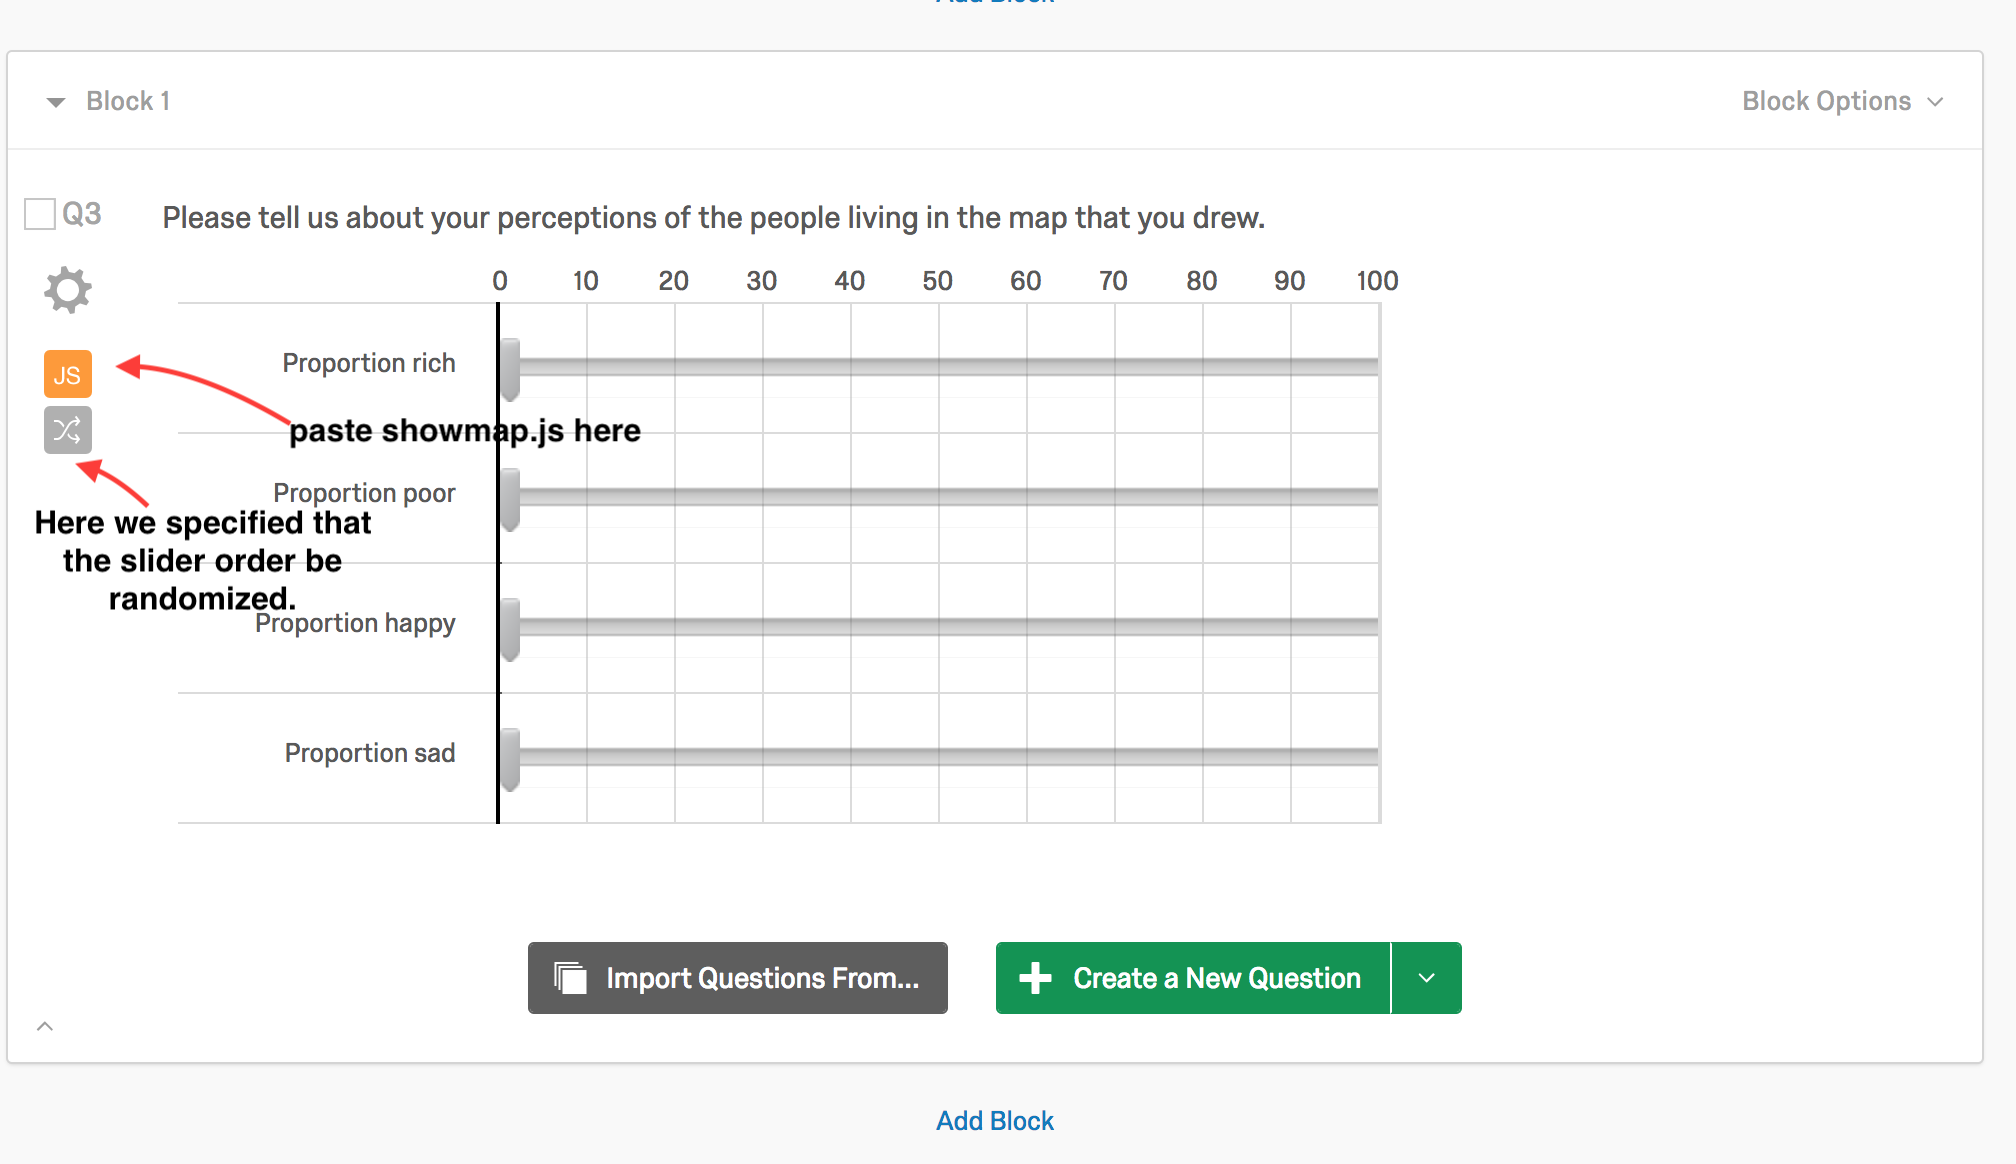 Add Block
Block 1
Block Options
Q3
Please tell us about your perceptions of the people living in the map that you drew.
0 10 20 30 40 50 60 70 80 90 100
JS
Proportion rich
paste showmap.js here
Proportion poor
Here we specified that
the slider order be
randomized.
Proportion happy
Proportion sad
Import Questions From...
Create a New Question
Add Block